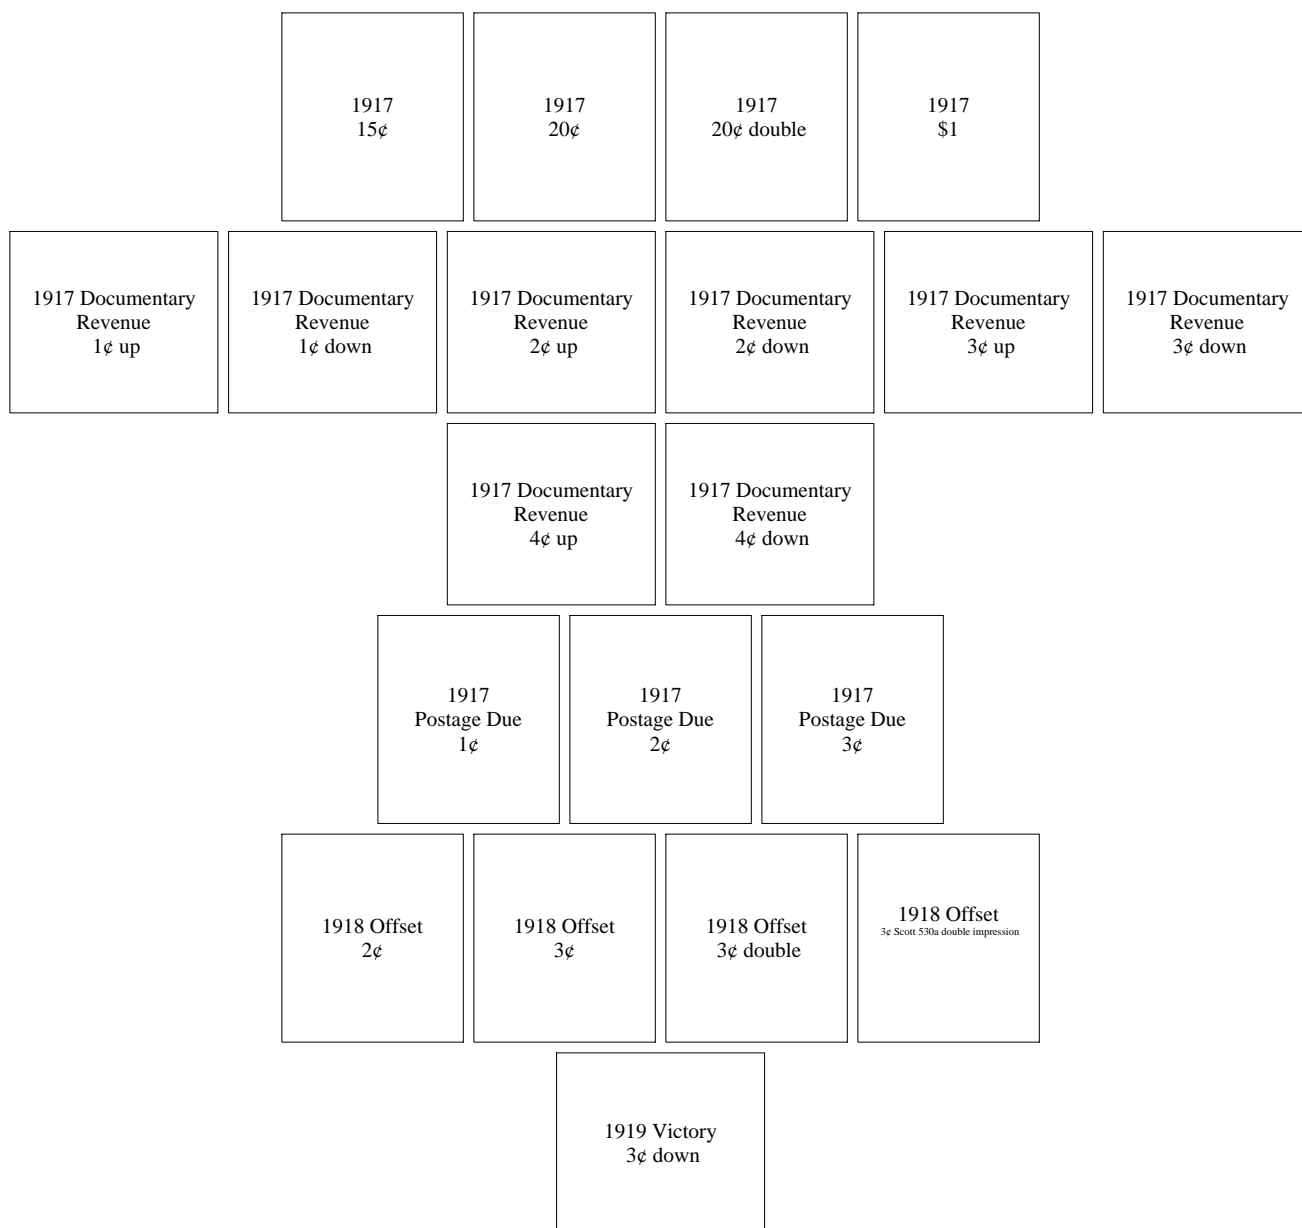 1917
15¢
1917
20¢
1917
20¢ double
1917
$1
1917 Documentary
Revenue
1¢ up
1917 Documentary
Revenue
1¢ down
1917 Documentary
Revenue
2¢ up
1917 Documentary
Revenue
2¢ down
1917 Documentary
Revenue
3¢ up
1917 Documentary
Revenue
3¢ down
1917 Documentary
Revenue
4¢ up
1917 Documentary
Revenue
4¢ down
1917
Postage Due
1¢
1917
Postage Due
2¢
1917
Postage Due
3¢
1918 Offset
2¢
1918 Offset
3¢
1918 Offset
3¢ double
1918 Offset
3¢ Scott 530a double impression
1919 Victory
3¢ down